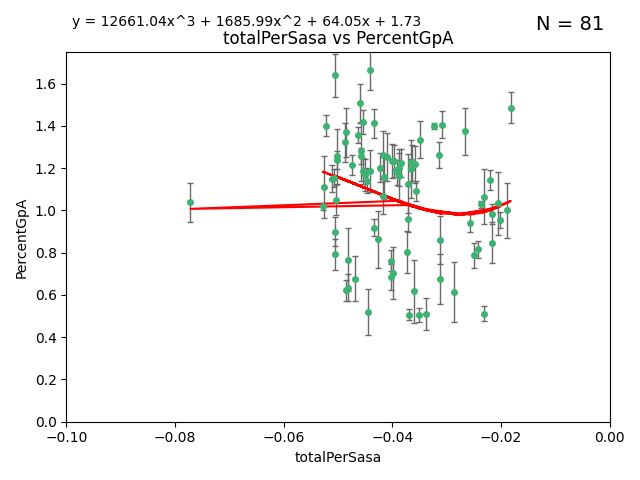 y = 12661.04x^3 + 1685.99x^2 + 64.05x + 1.73
N = 81
totalPerSasa vs PercentGpA
1.6
1.4
1.2
1.0
0.8
0.6
0.4
0.2
0.0
PercentGpA
−0.10 −0.08 −0.06 −0.04 −0.02 0.00
totalPerSasa